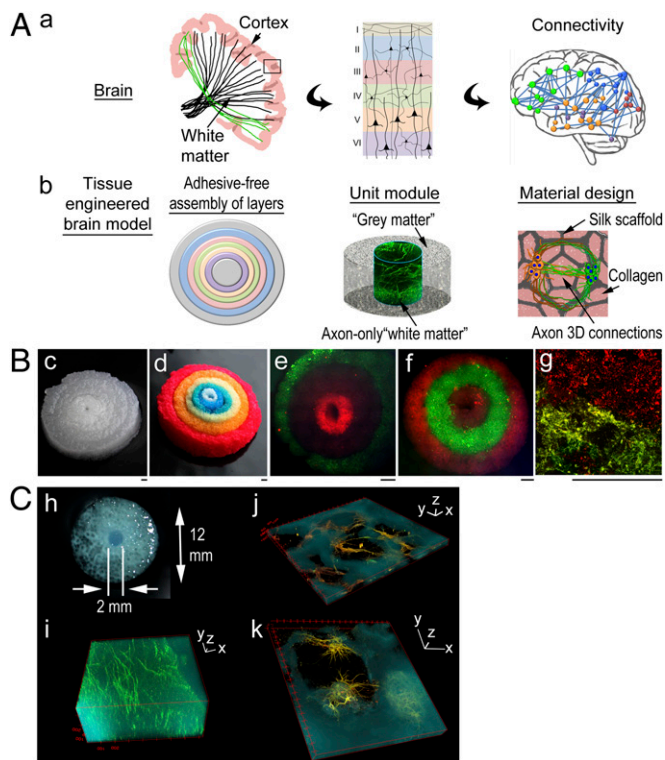 A
a
Cortex
Brain
White
matter
I
II
III
IV
V
VI
Connectivity
b
Tissue
engineered
brain model
Adhesive-free
assembly of layers
Unit module
"Grey matter"
Axon-only"white matter"
Material design
Silk scaffold
Collagen
Axon 3D connections
B
c
d
e
f
g
C
h
12
mm
2 mm
j
y z x
i
y
z
x
k
y
z
x